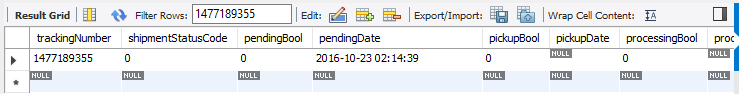 Result Grid Filter Rows: 1477189355 Edit: Export/Import: Wrap Cell Content:
trackingNumber shipmentStatusCode pendingBool pendingDate pickupBool pickupDate processingBool proc
1477189355 0 0 2016-10-23 02:14:39 0 NULL 0 NULL
NULL NULL NULL NULL NULL NULL NULL NULL